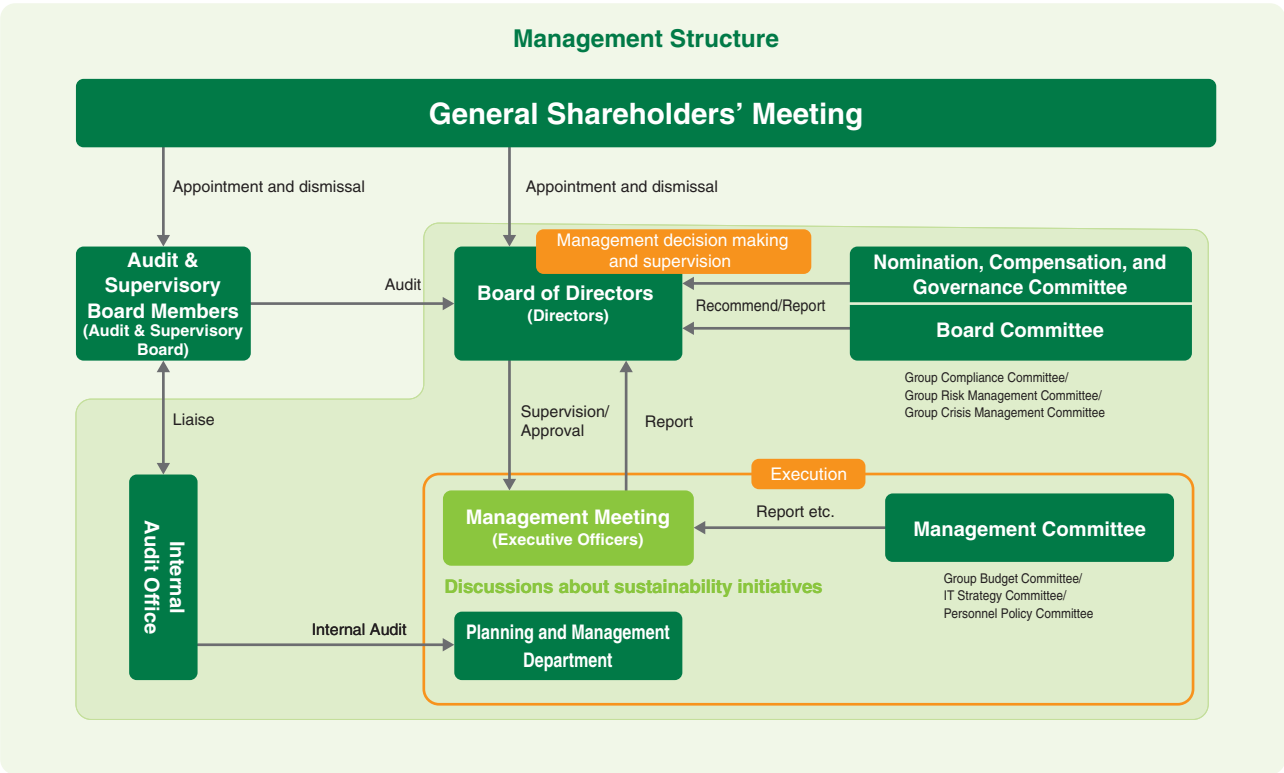 Management Structure
General Shareholders’ Meeting
Appointment and dismissal
Appointment and dismissal
Management decision making
and supervision
Audit &
Supervisory
Board Members
(Audit & Supervisory
Board)
Audit
Board of Directors
(Directors)
Recommend/Report
Nomination, Compensation, and
Governance Committee
Board Committee
Group Compliance Committee/
Group Risk Management Committee/
Group Crisis Management Committee
Liaise
Supervision/
Approval
Report
Execution
Management Meeting
(Executive Officers)
Report etc.
Management Committee
Discussions about sustainability initiatives
Group Budget Committee/
IT Strategy Committee/
Personnel Policy Committee
Internal
Audit Office
Internal Audit
Planning and Management
Department